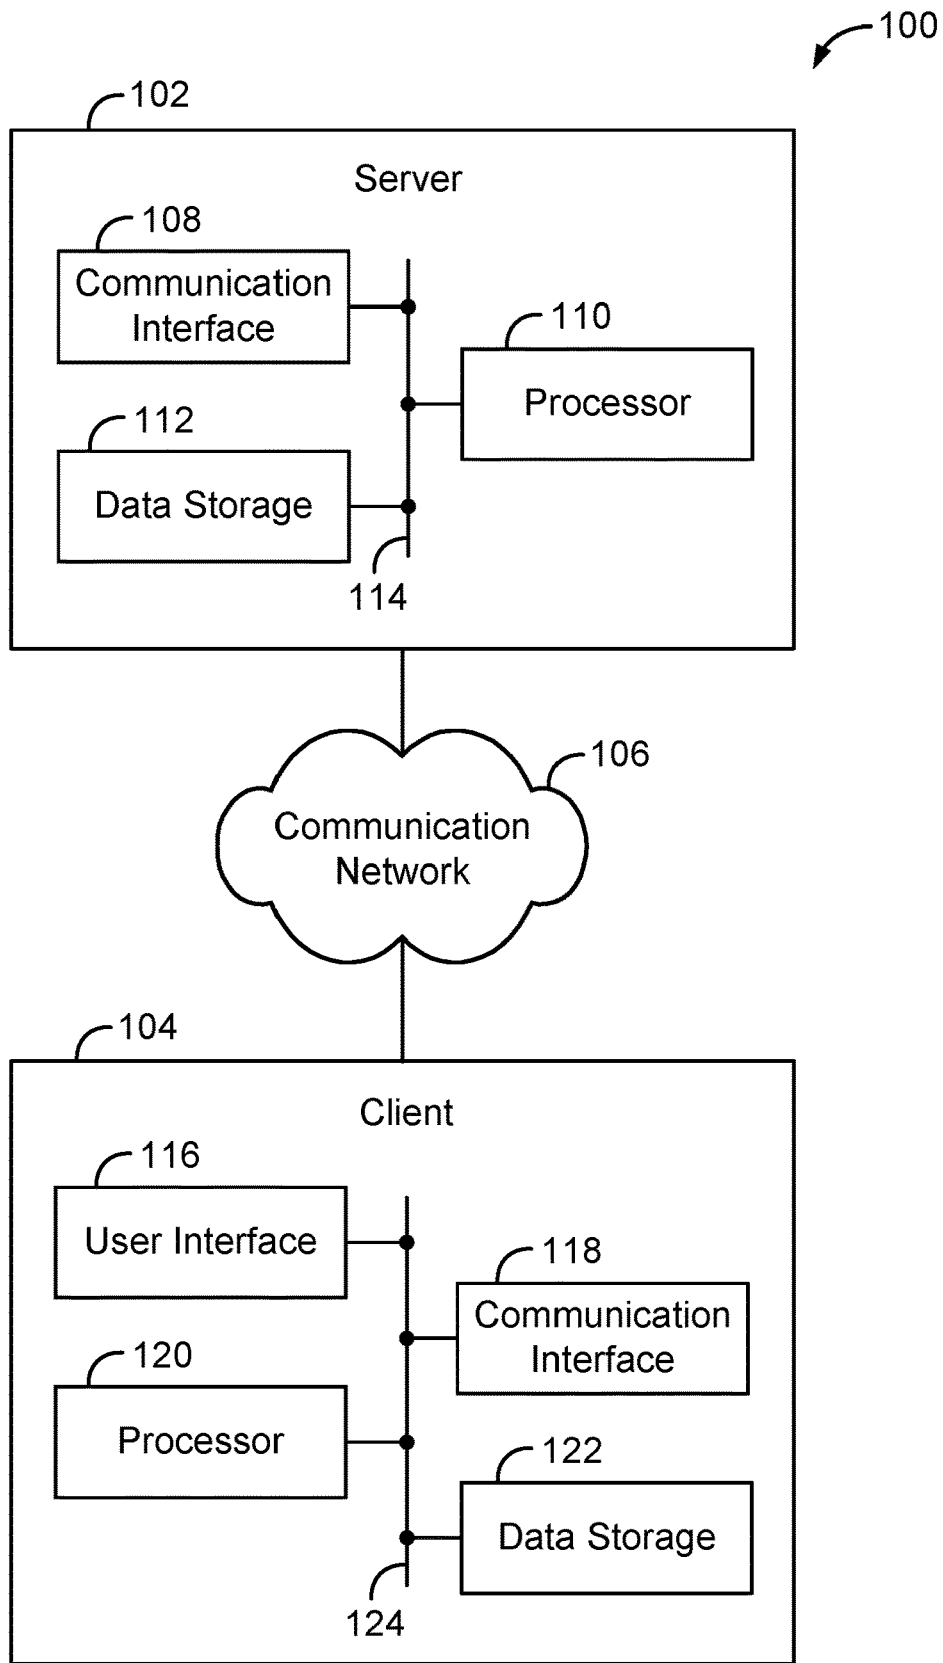 100
102
Server
108
Communication
Interface
110
Processor
112
Data Storage
114
106
Communication
Network
104
Client
116
User Interface
118
Communication
Interface
120
Processor
122
Data Storage
124